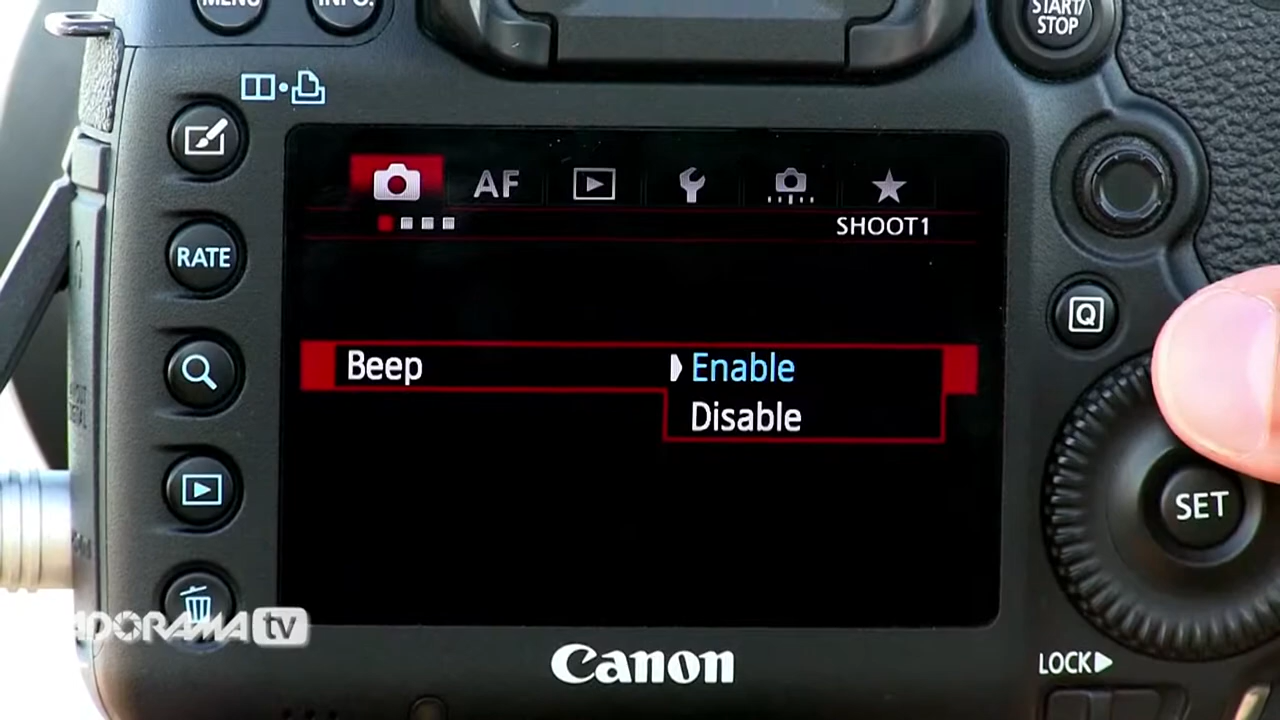 MENU
INFO.
START/
STOP
AF
SHOOT1
RATE
Q
Beep
Enable
Disable
SET
ADORAMA tv
Canon
LOCK